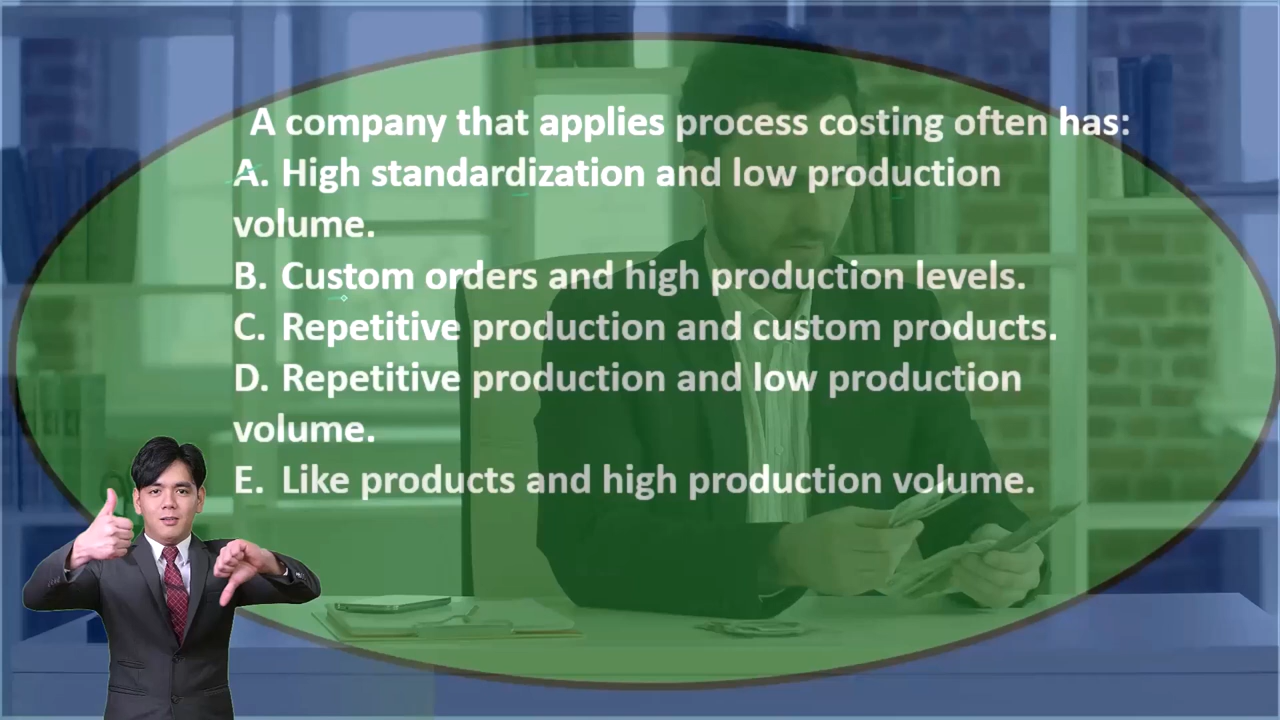 A company that applies process costing often has:
A. High standardization and low production
volume.
B. Custom orders and high production levels.
C. Repetitive production and custom products.
D. Repetitive production and low production
volume.
E. Like products and high production volume.